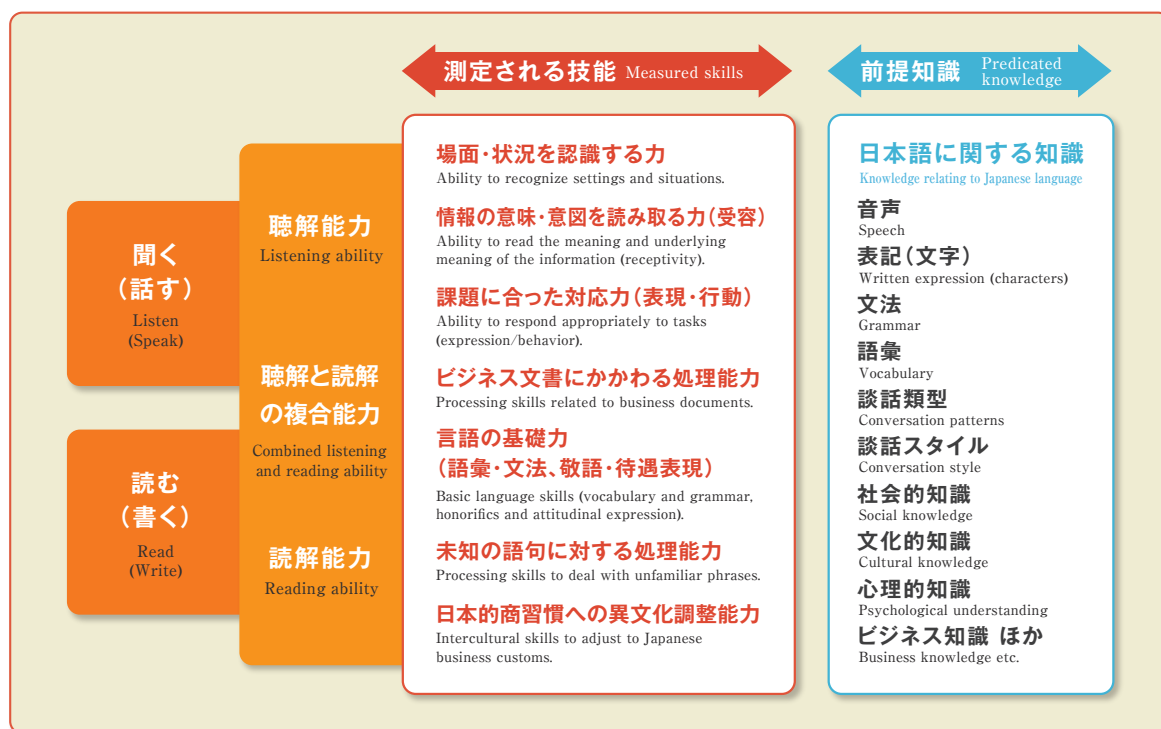 測定される技能 Measured skills
前提知識 Predicated
knowledge
聞く
(話す)
Listen
(Speak)
読む
(書く)
Read
(Write)
聴解能力
Listening ability
聴解と読解
の複合能力
Combined listening
and reading ability
読解能力
Reading ability
場面・状況を認識する力
Ability to recognize settings and situations.
情報の意味・意図を読み取る力(受容)
Ability to read the meaning and underlying
meaning of the information (receptivity).
課題に合った対応力(表現・行動)
Ability to respond appropriately to tasks
(expression/behavior).
ビジネス文書にかかわる処理能力
Processing skills related to business documents.
言語の基礎力
(語彙・文法、敬語・待遇表現)
Basic language skills (vocabulary and grammar,
honorifics and attitudinal expression).
未知の語句に対する処理能力
Processing skills to deal with unfamiliar phrases.
日本的商習慣への異文化調整能力
Intercultural skills to adjust to Japanese
business customs.
日本語に関する知識
Knowledge relating to Japanese language
音声
Speech
表記(文字)
Written expression (characters)
文法
Grammar
語彙
Vocabulary
談話類型
Conversation patterns
談話スタイル
Conversation style
社会的知識
Social knowledge
文化的知識
Cultural knowledge
心理的知識
Psychological understanding
ビジネス知識 ほか
Business knowledge etc.